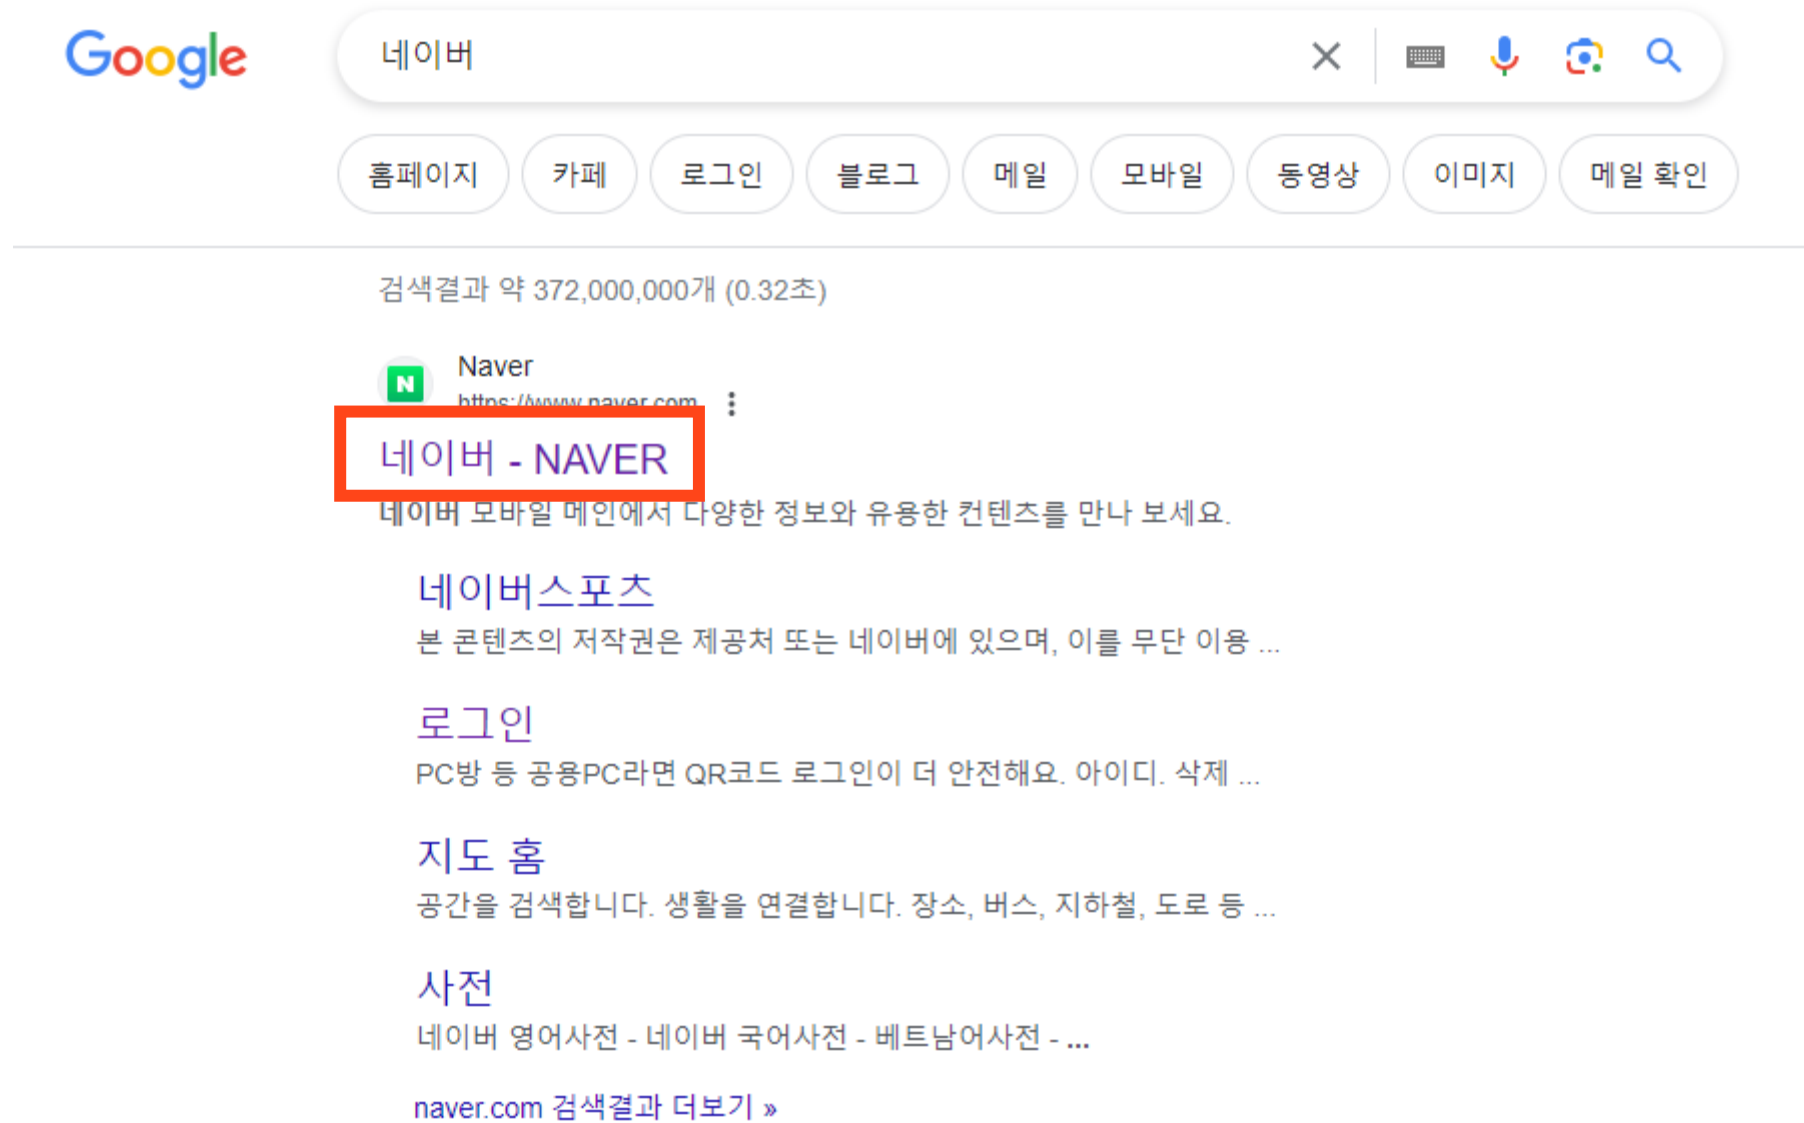 Google
네이버
홈페이지 카페 로그인 블로그 메일 모바일 동영상 이미지 메일 확인
검색결과 약 372,000,000개 (0.32초)
N
Naver
https://www.naver.com
네이버 - NAVER
네이버 모바일 메인에서 다양한 정보와 유용한 컨텐츠를 만나 보세요.
네이버스포츠
본 콘텐츠의 저작권은 제공처 또는 네이버에 있으며, 이를 무단 이용 ...
로그인
PC방 등 공용PC라면 QR코드 로그인이 더 안전해요. 아이디. 삭제 ...
지도 홈
공간을 검색합니다. 생활을 연결합니다. 장소, 버스, 지하철, 도로 등 ...
사전
네이버 영어사전 - 네이버 국어사전 - 베트남어사전 - ...
naver.com 검색결과 더보기 »